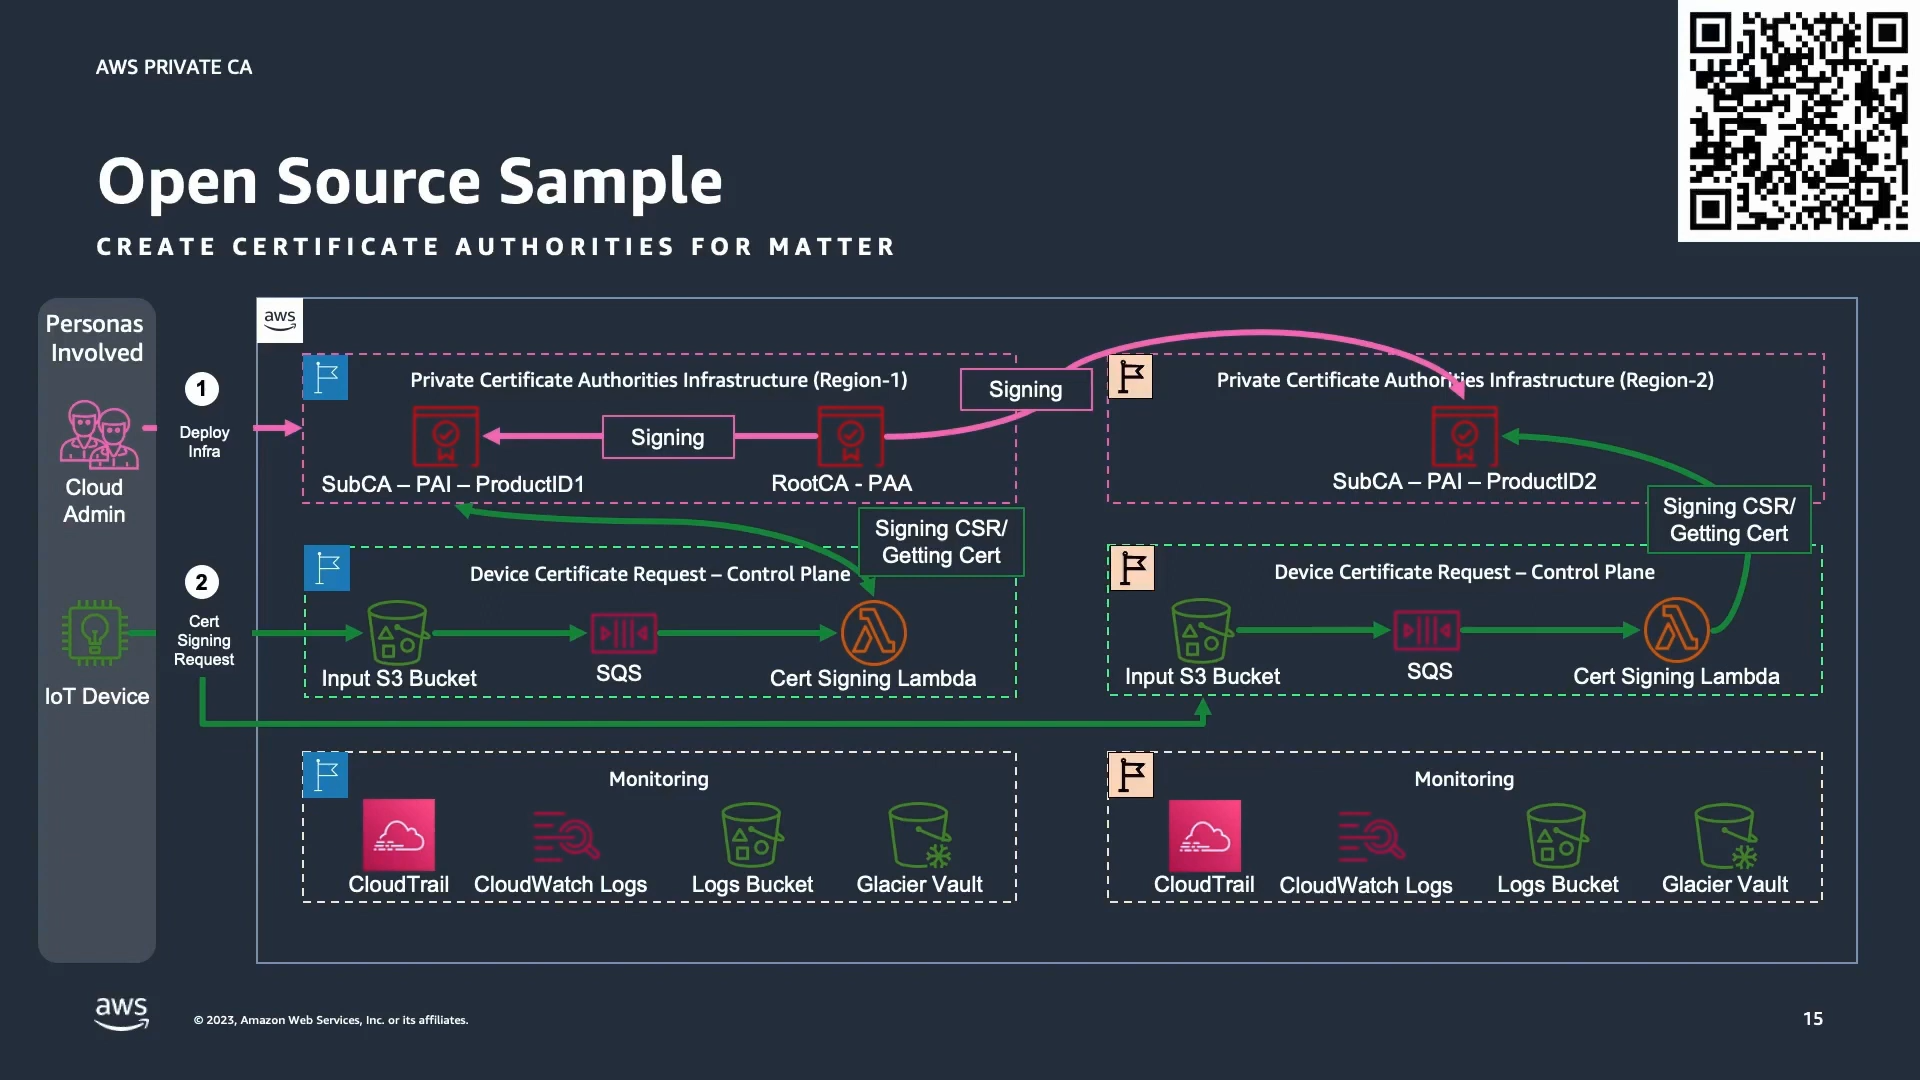 AWS PRIVATE CA
Open Source Sample
CREATE CERTIFICATE AUTHORITIES FOR MATTER
Personas
Involved
Cloud
Admin
IoT Device
1
Deploy
Infra
2
Cert
Signing
Request
aws
Private Certificate Authorities Infrastructure (Region-1)
Signing
SubCA – PAI – ProductID1
RootCA - PAA
Signing
Private Certificate Authorities Infrastructure (Region-2)
SubCA – PAI – ProductID2
Signing CSR/
Getting Cert
Signing CSR/
Getting Cert
Device Certificate Request – Control Plane
Input S3 Bucket
SQS
Cert Signing Lambda
Device Certificate Request – Control Plane
Input S3 Bucket
SQS
Cert Signing Lambda
Monitoring
CloudTrail
CloudWatch Logs
Logs Bucket
Glacier Vault
Monitoring
CloudTrail
CloudWatch Logs
Logs Bucket
Glacier Vault
aws
© 2023, Amazon Web Services, Inc. or its affiliates.
15